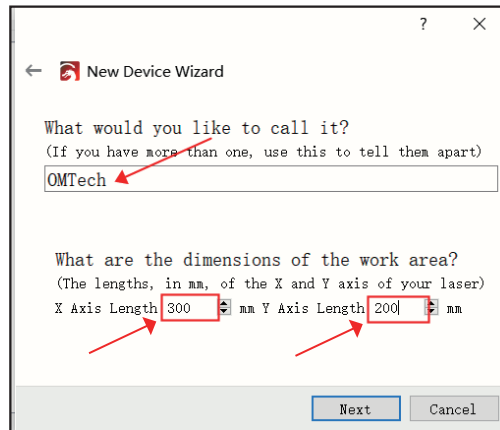 ?
New Device Wizard
What would you like to call it?
(If you have more than one, use this to tell them apart)
OMTech
What are the dimensions of the work area?
(The lengths, in mm, of the X and Y axis of your laser)
X Axis Length 300 mm Y Axis Length 200 mm
Next Cancel